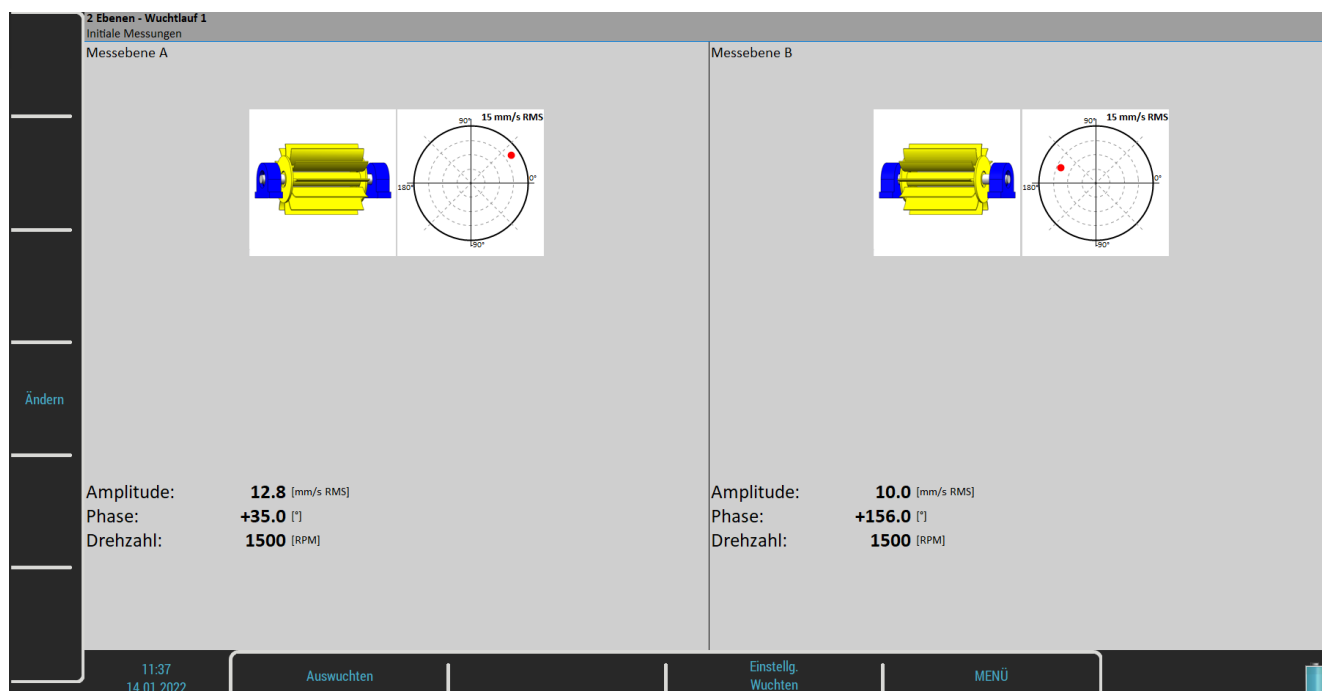 2 Ebenen - Wuchtlauf 1
Initiale Messungen
Messebene A
15 mm/s RMS
90°
180°
0°
-90°
Amplitude: 12.8 [mm/s RMS]
Phase: +35.0 [°]
Drehzahl: 1500 [RPM]
Messebene B
15 mm/s RMS
90°
180°
0°
-90°
Amplitude: 10.0 [mm/s RMS]
Phase: +156.0 [°]
Drehzahl: 1500 [RPM]
Ändern
11:37
14.01.2022
Auswuchten
Einstellg.
Wuchten
MENÜ